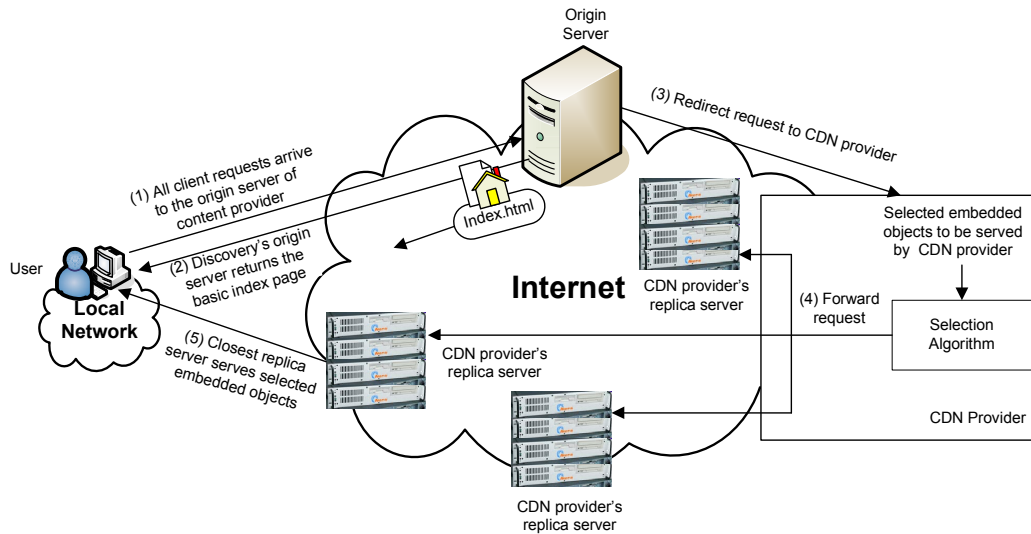 Origin
Server
(3) Redirect request to CDN provider
(1) All client requests arrive
to the origin server of
content provider
Index.html
Selected embedded
objects to be served
by CDN provider
User
(2) Discovery's origin
server returns the
basic index page
Internet
CDN provider's
replica server
(4) Forward
request
Local
Network
Selection
Algorithm
(5) Closest replica
server serves selected
embedded objects
CDN provider's
replica server
CDN Provider
CDN provider's
replica server